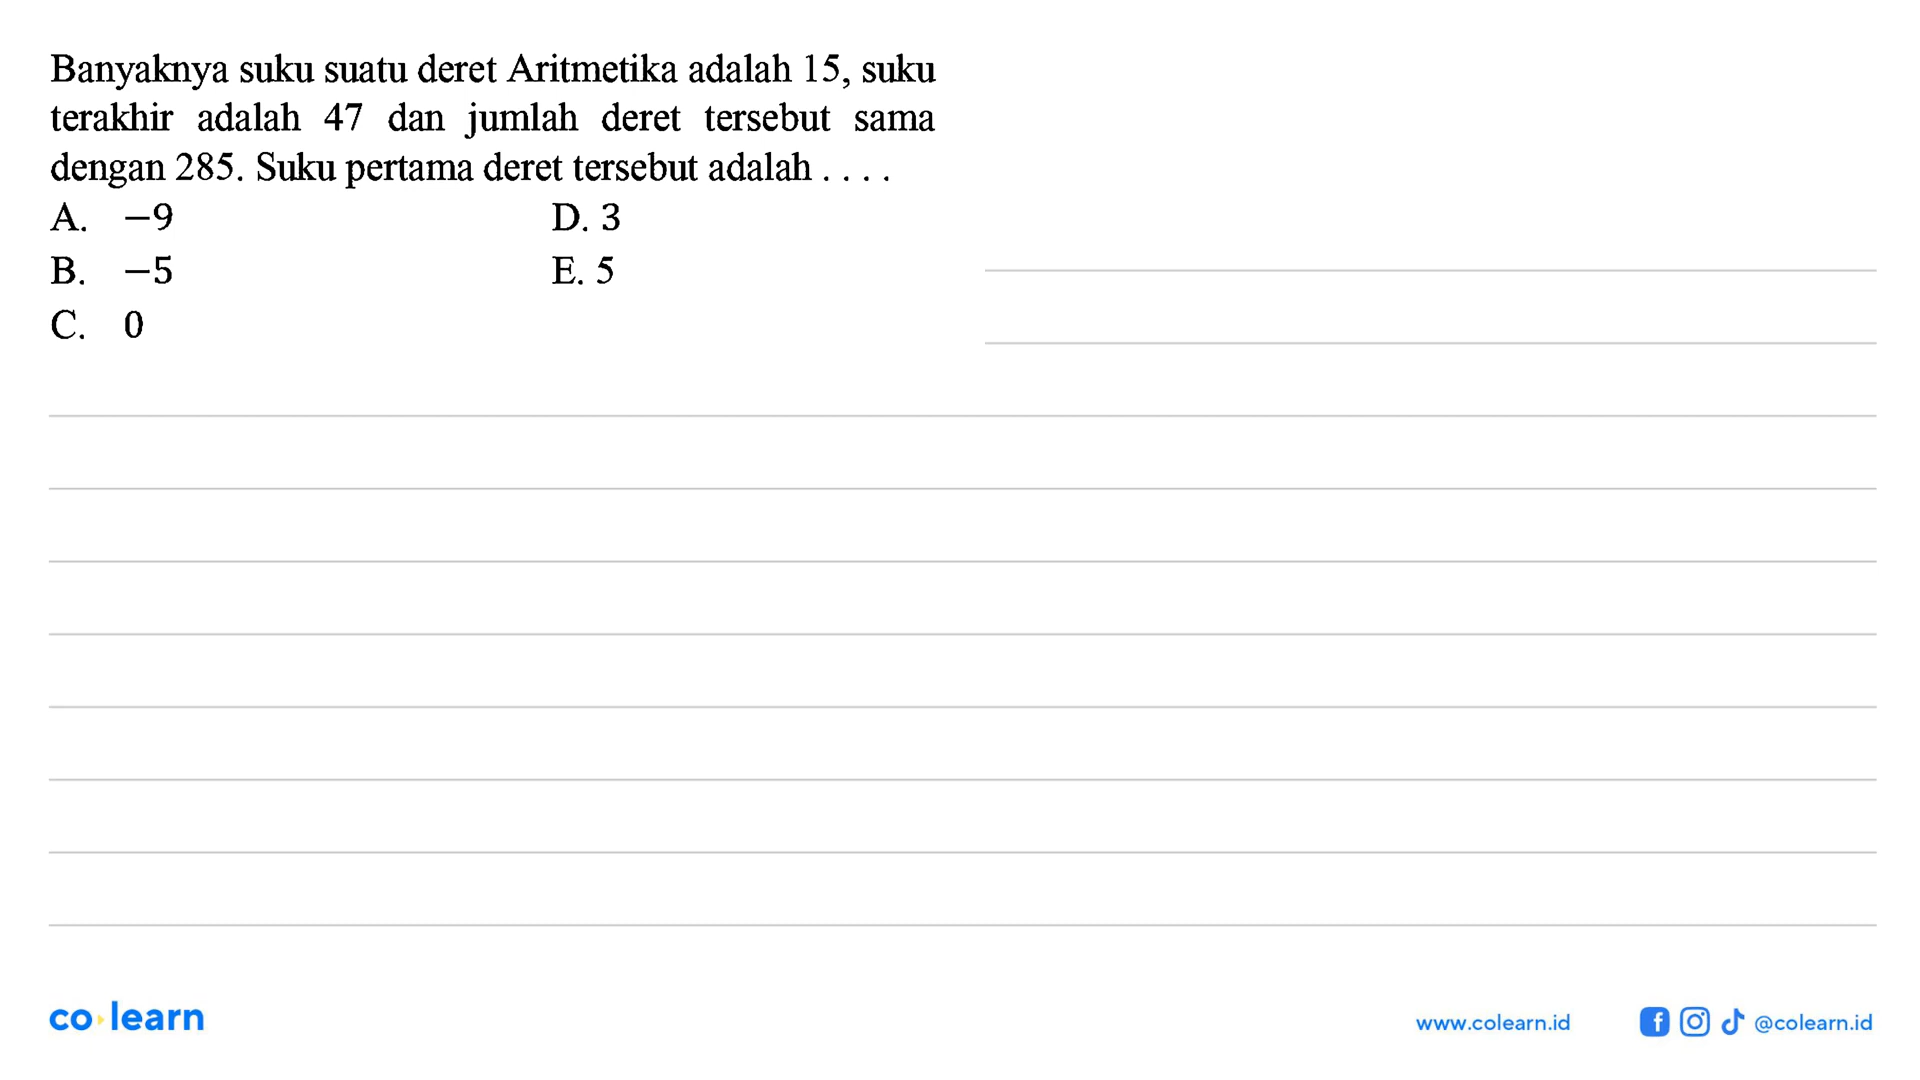 Banyaknya suku suatu deret Aritmetika adalah 15, suku
terakhir adalah 47 dan jumlah deret tersebut sama
dengan 285. Suku pertama deret tersebut adalah . . . .
A. −9
D. 3
B. −5
E. 5
C. 0
co learn
www.colearn.id
@colearn.id